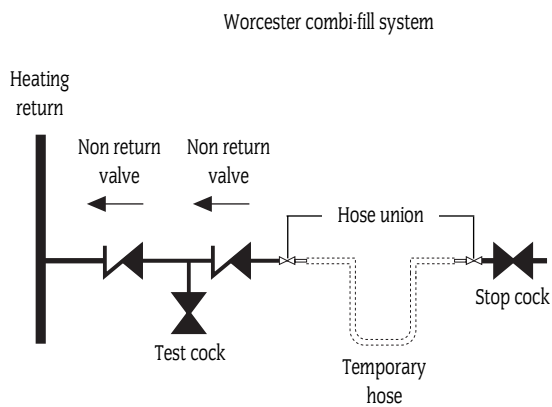 Worcester combi-fill system
Heating
return
Non return
valve
Non return
valve
Hose union
Stop cock
Test cock
Temporary
hose